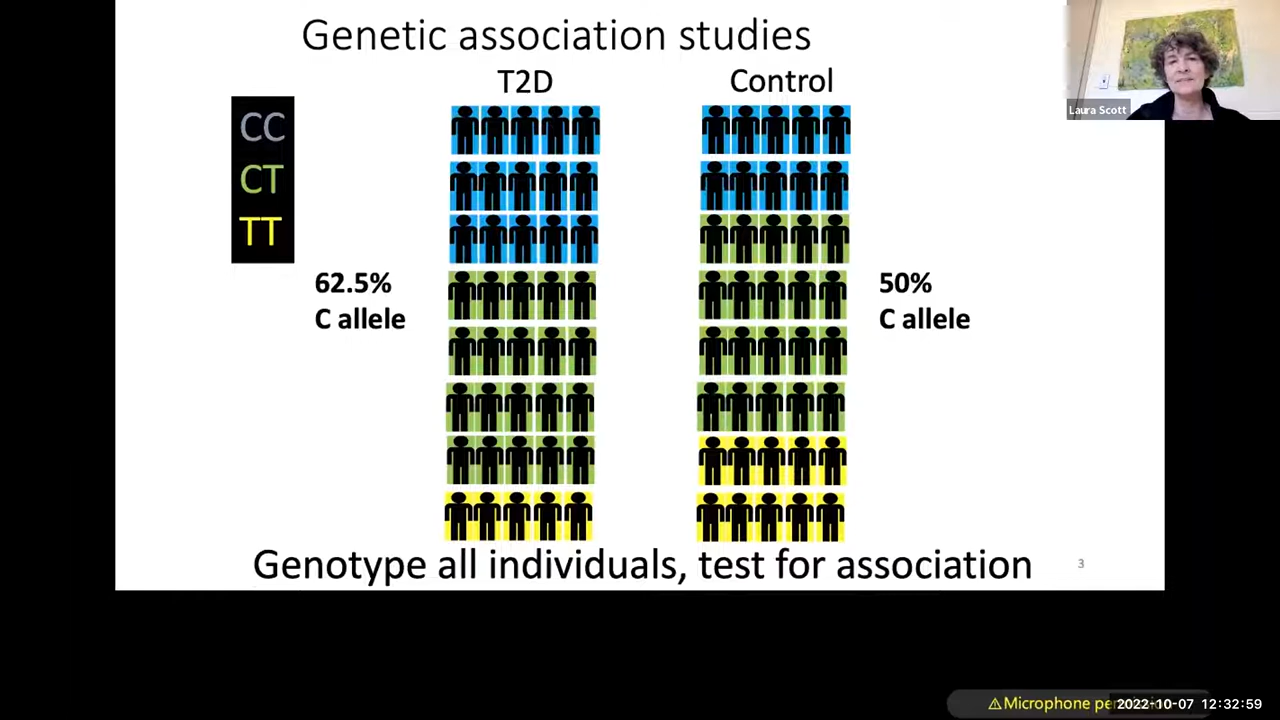 Genetic association studies
T2D
Control
CC
CT
TT
62.5%
C allele
50%
C allele
Genotype all individuals, test for association
3
Laura Scott
⚠Microphone
2022-10-07 12:32:59